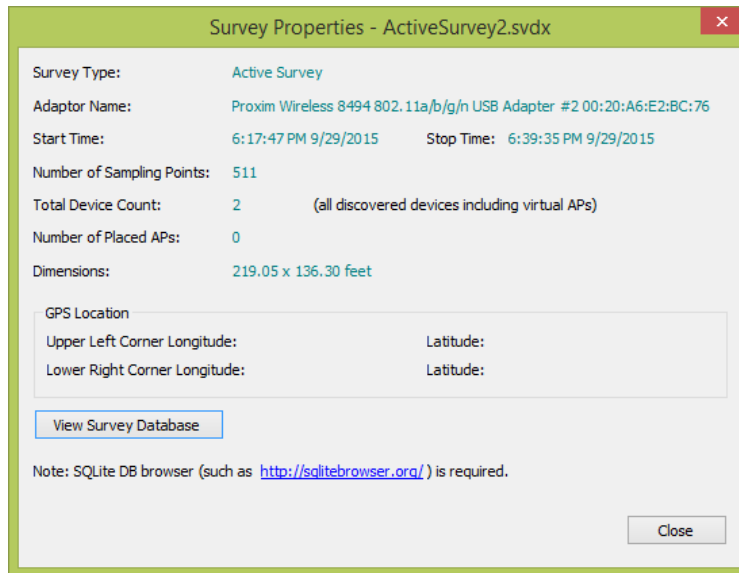 Survey Properties - ActiveSurvey2.svdx
Survey Type: Active Survey
Adaptor Name: Proxim Wireless 8494 802.11a/b/g/n USB Adapter #2 00:20:A6:E2:BC:76
Start Time: 6:17:47 PM 9/29/2015 Stop Time: 6:39:35 PM 9/29/2015
Number of Sampling Points: 511
Total Device Count: 2 (all discovered devices including virtual APs)
Number of Placed APs: 0
Dimensions: 219.05 x 136.30 feet
GPS Location
Upper Left Corner Longitude: Latitude:
Lower Right Corner Longitude: Latitude:
View Survey Database
Note: SQLite DB browser (such as http://sqlitebrowser.org/ ) is required.
Close